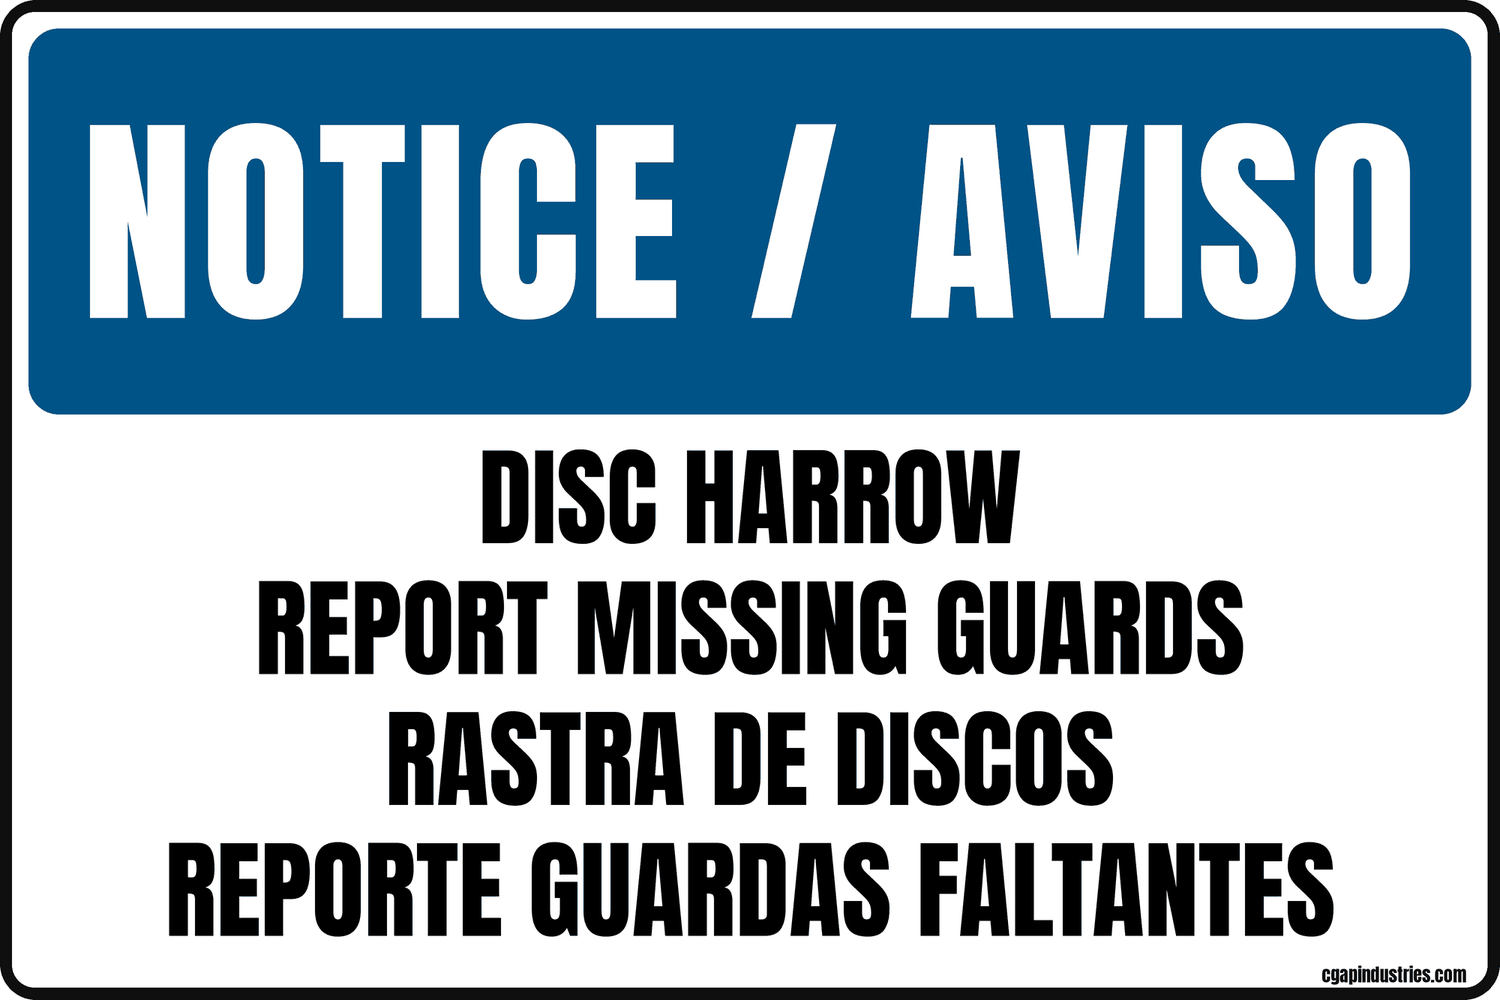 NOTICE / AVISO
DISC HARROW
REPORT MISSING GUARDS
RASTRA DE DISCOS
REPORTE GUARDAS FALTANTES
cgapindustries.com